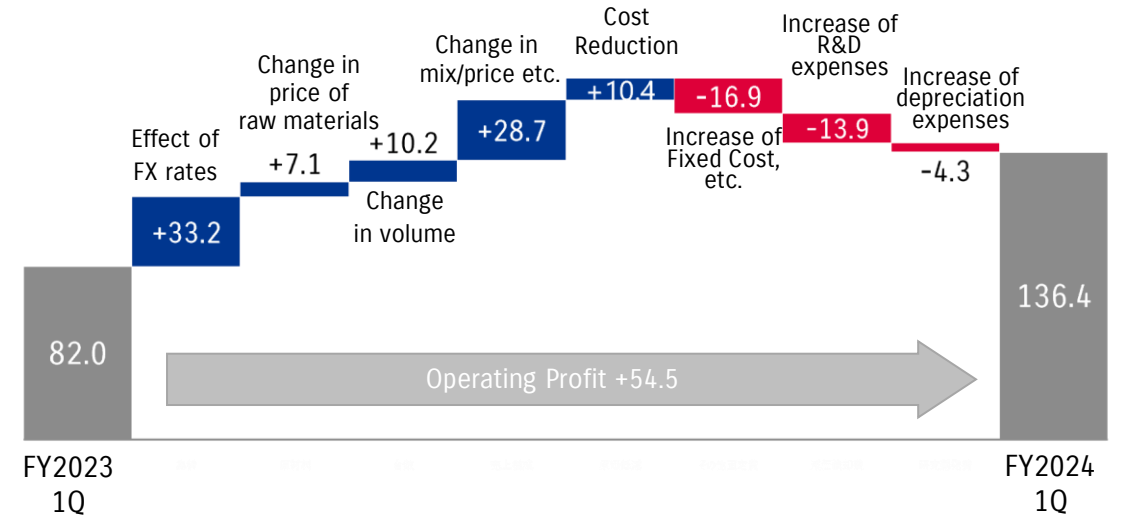 Effect of
FX rates
+33.2
Change in
price of
raw materials
+7.1
+10.2
Change
in volume
Change in
mix/price etc.
+28.7
Cost
Reduction
+10.4
-16.9
Increase of
Fixed Cost,
etc.
Increase of
R&D
expenses
-13.9
Increase of
depreciation
expenses
-4.3
82.0
136.4
Operating Profit +54.5
FY2023
1Q
FY2024
1Q